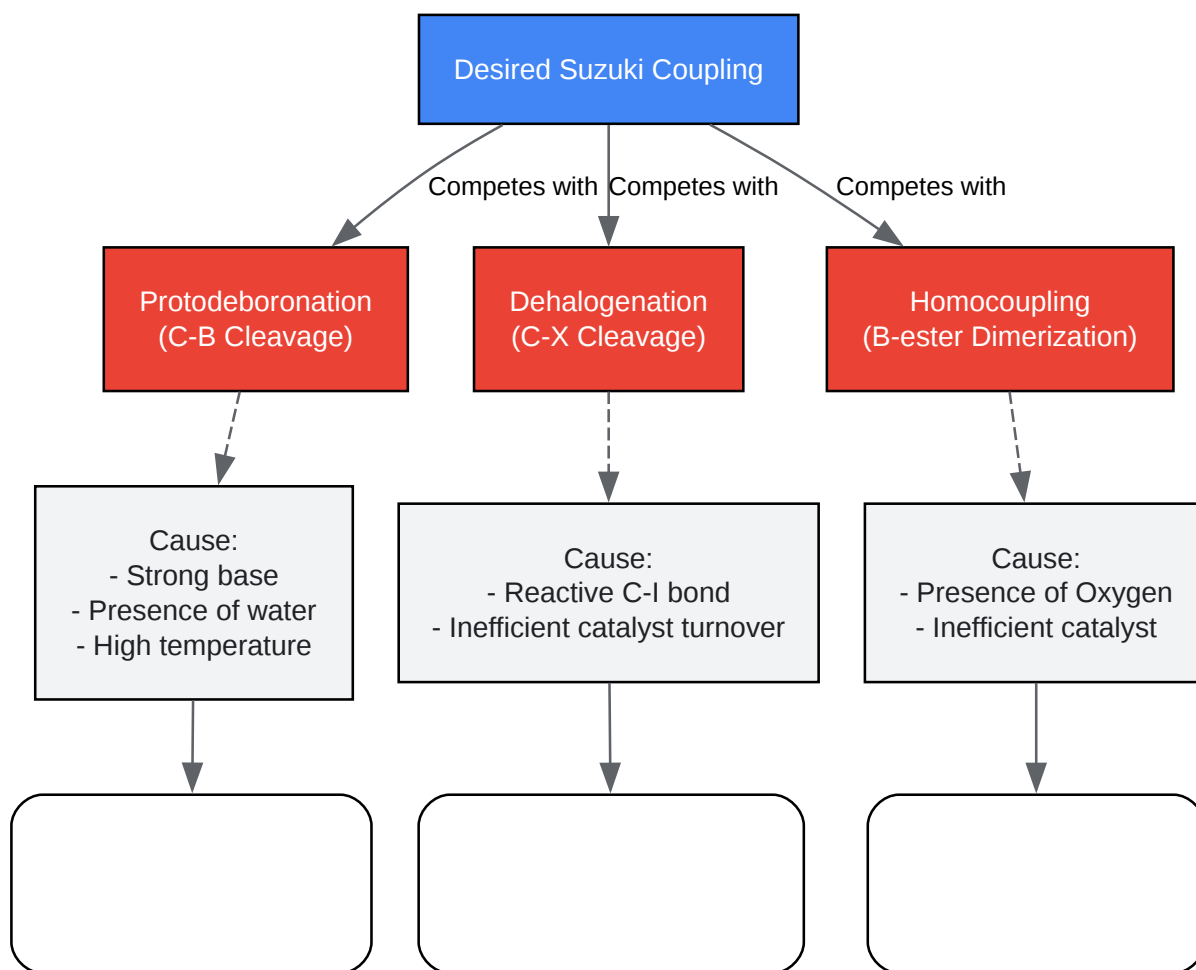 Desired Suzuki Coupling
Competes with
Competes with
Competes with
Protodeboronation
(C-B Cleavage)
Dehalogenation
(C-X Cleavage)
Homocoupling
(B-ester Dimerization)
Cause:
- Strong base
- Presence of water
- High temperature
Cause:
- Reactive C-I bond
- Inefficient catalyst turnover
Cause:
- Presence of Oxygen
- Inefficient catalyst